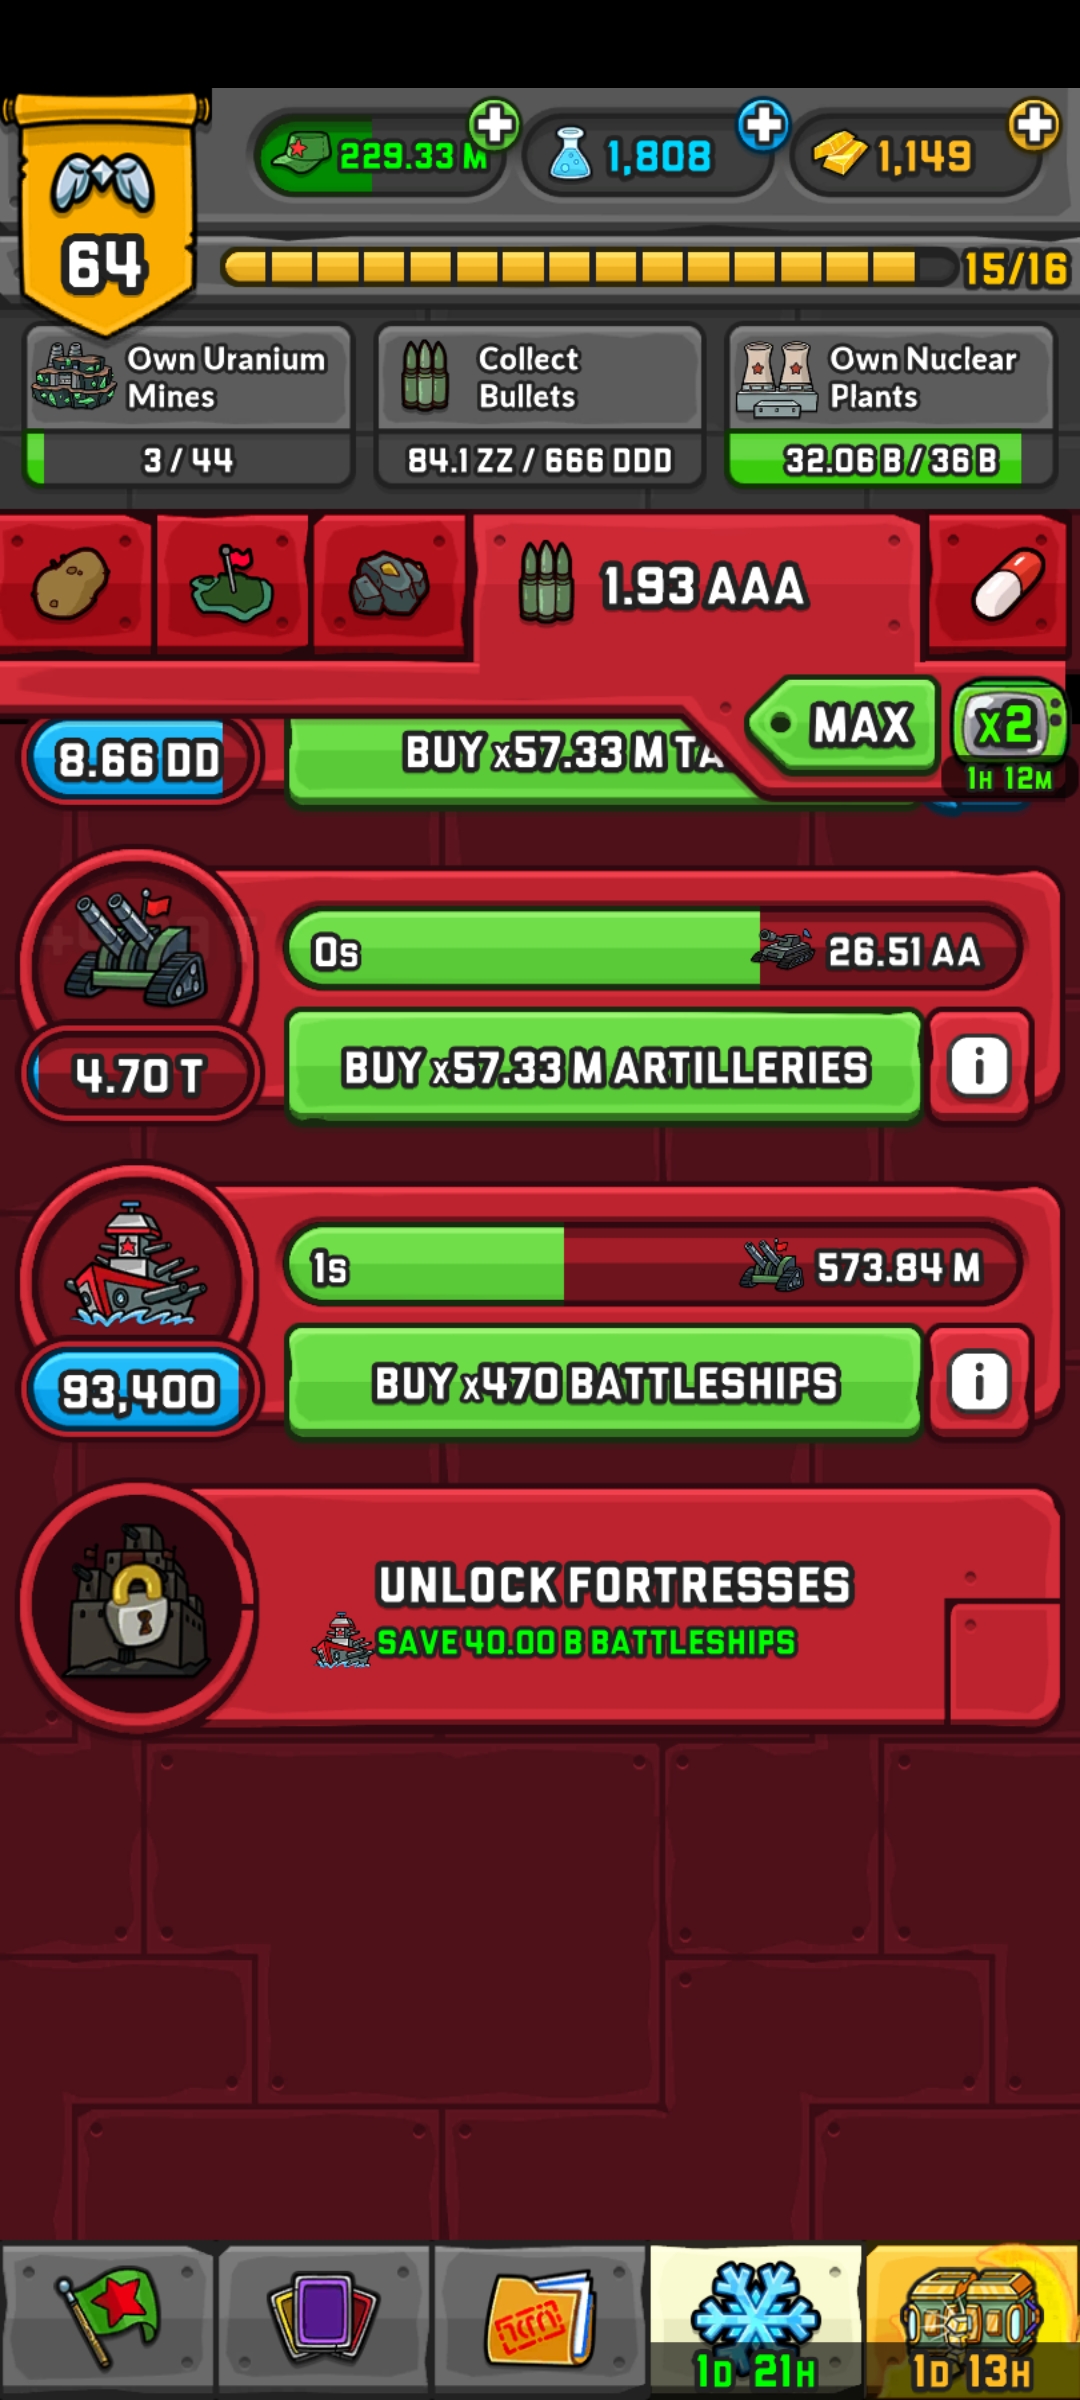 229.33 M
1,808
1,149
64
15/16
Own Uranium
Mines
3 / 44
Collect
Bullets
84.1 ZZ / 666 DDD
Own Nuclear
Plants
32.06 B / 36 B
1.93 AAA
MAX
x2
1H 12M
8.66 DD
BUY x57.33 M TA
0s
26.51 AA
4.70 T
BUY x57.33 M ARTILLERIES
i
1s
573.84 M
93,400
BUY x470 BATTLESHIPS
i
UNLOCK FORTRESSES
SAVE 40.00 B BATTLESHIPS
1D 21H
1D 13H